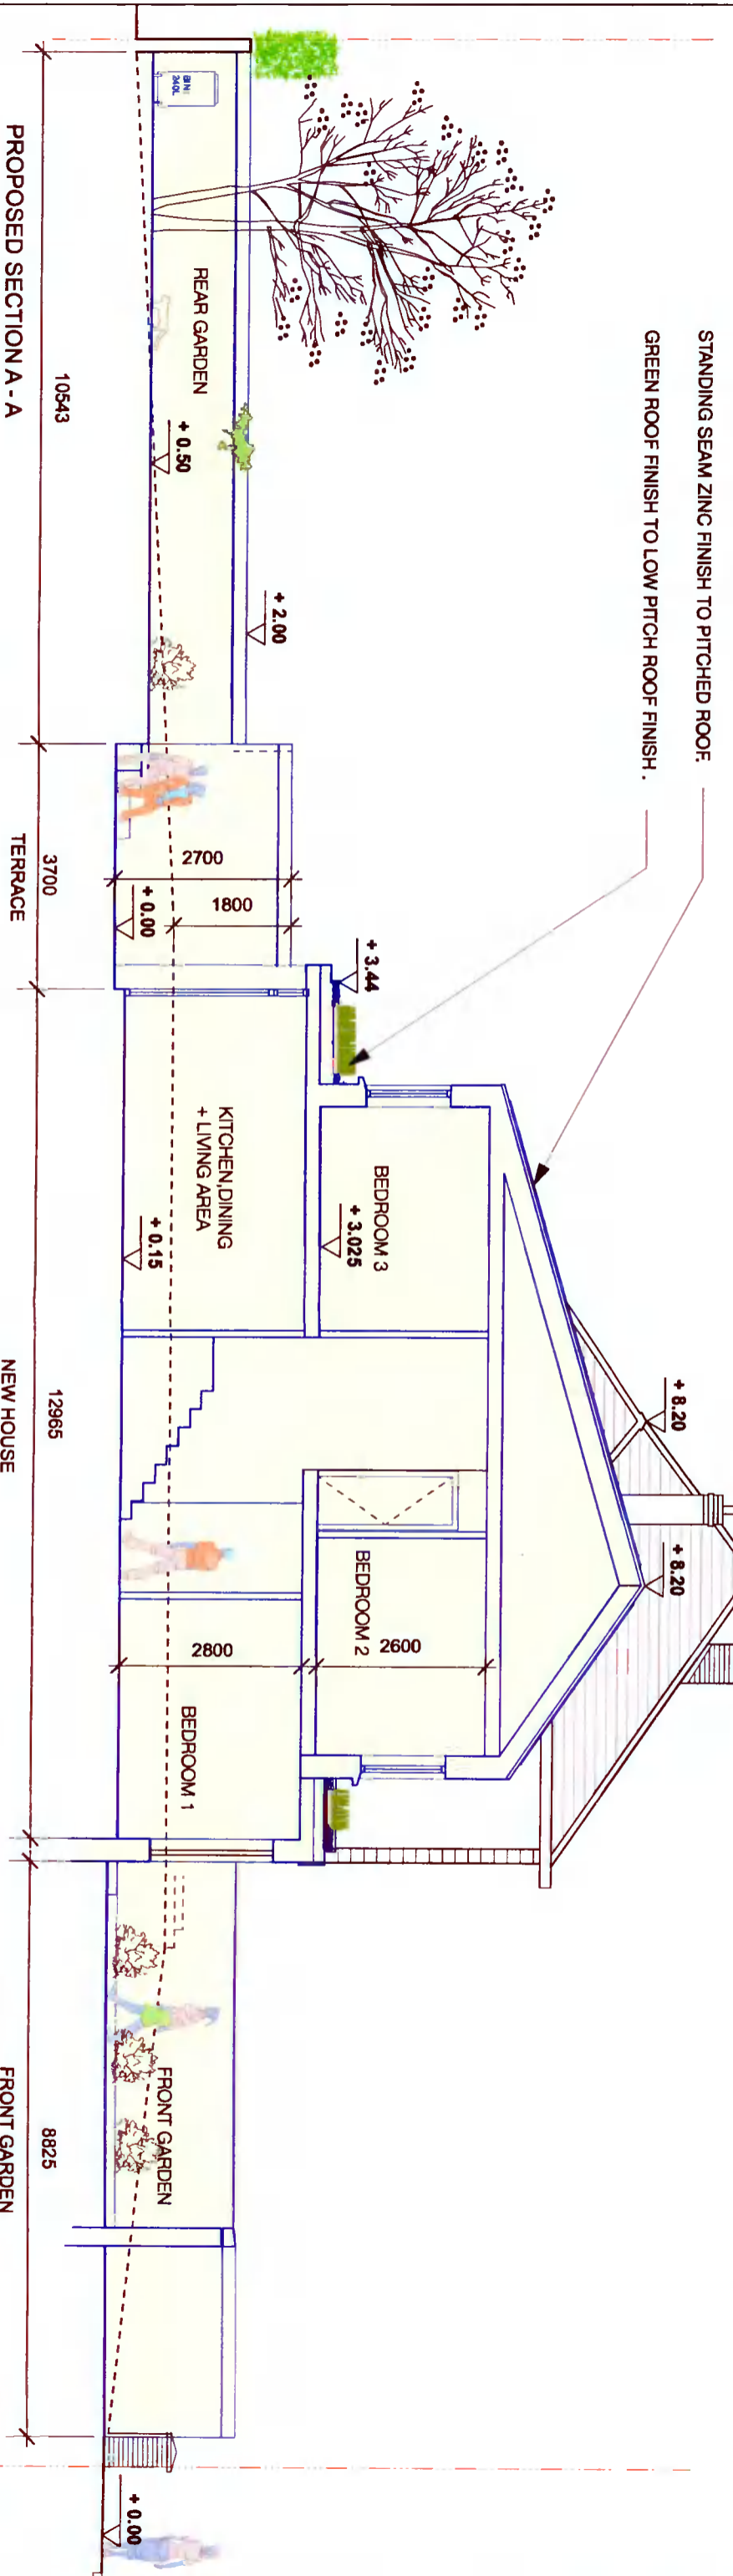 STANDING SEAM ZINC FINISH TO PITCHED ROOF.
GREEN ROOF FINISH TO LOW PITCH ROOF FINISH .
+ 8.20
+ 8.20
+ 3.44
+ 2.00
BEDROOM 3
+ 3.025
BEDROOM 2
2600
2700
1800
REAR GARDEN
BIN
240L
+ 0.50
+ 0.00
KITCHEN,DINING
+ LIVING AREA
+ 0.15
2800
BEDROOM 1
FRONT GARDEN
+ 0.00
10543
3700
12965
8825
TERRACE
NEW HOUSE
FRONT GARDEN
PROPOSED SECTION A - A